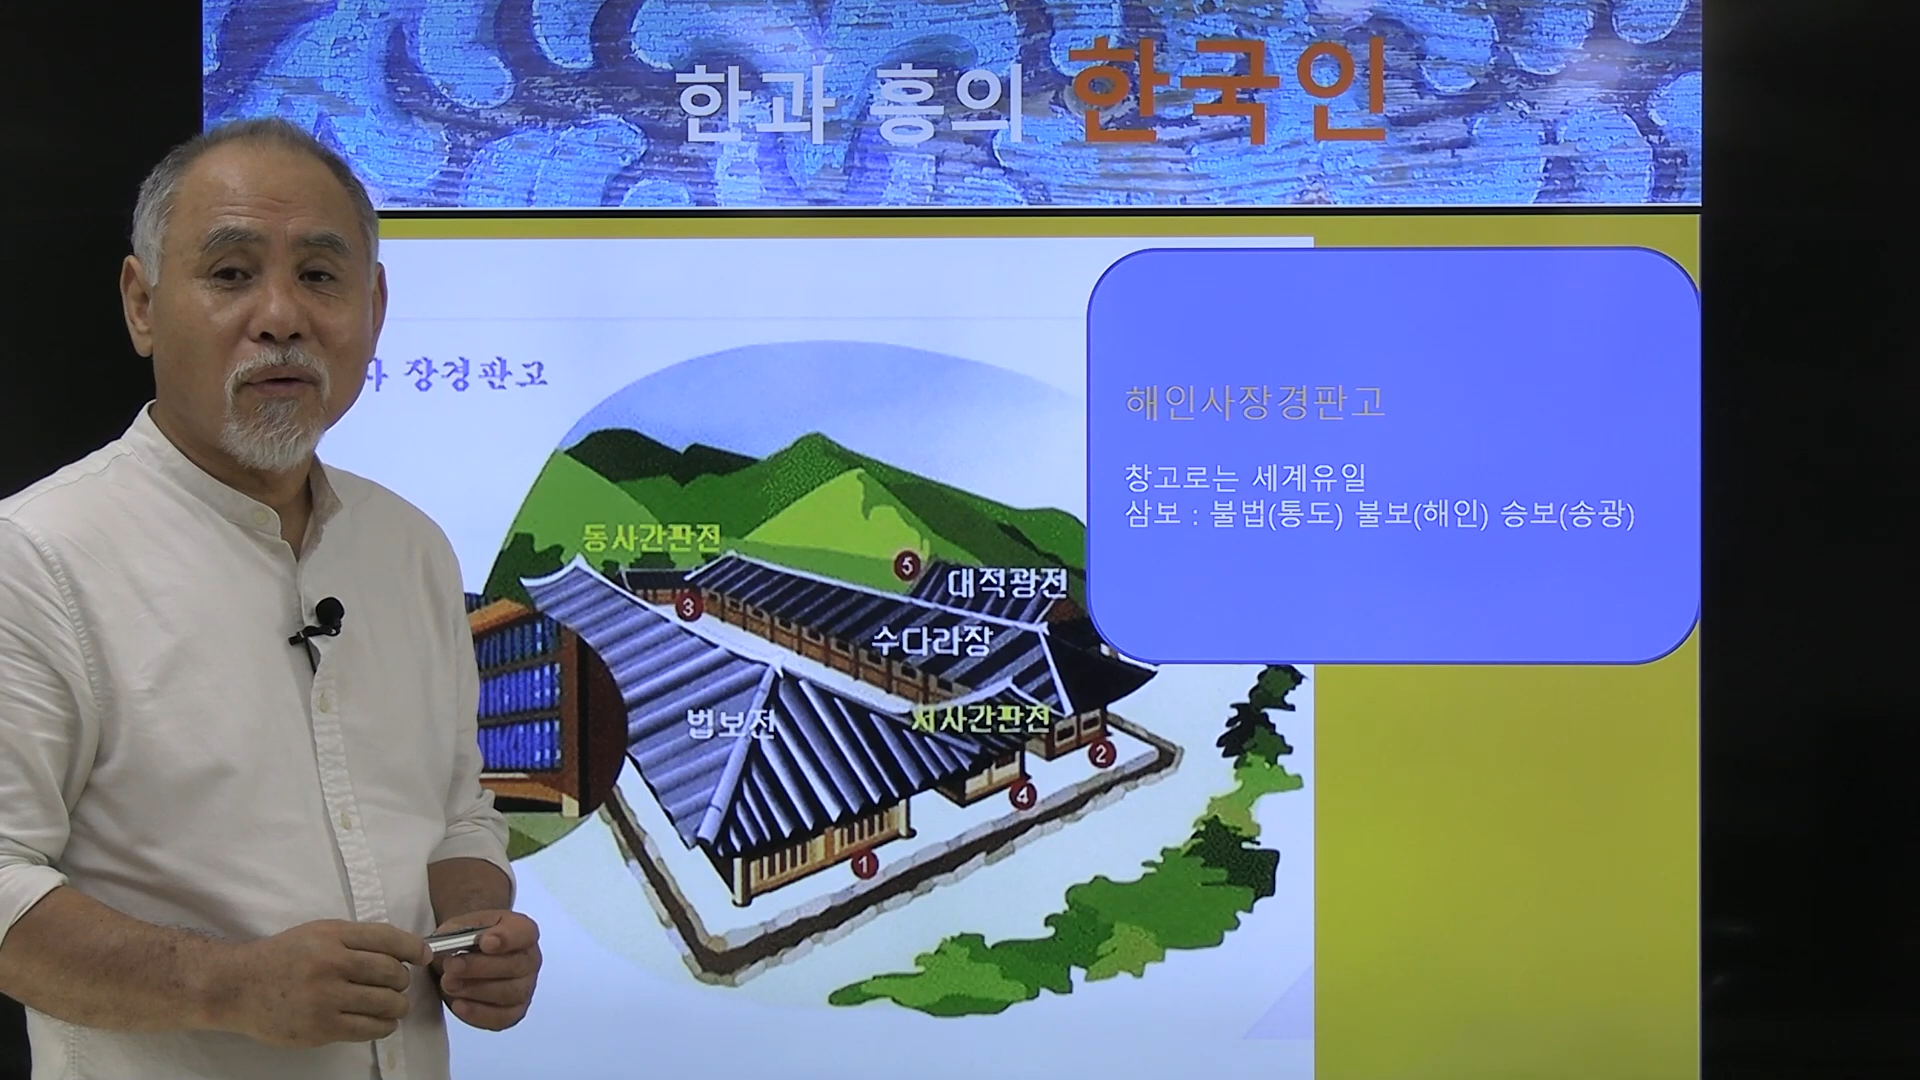 한과 흥의 한국인
사 장경판고
해인사장경판고
창고로는 세계유일
삼보 : 불법(통도) 불보(해인) 승보(송광)
동사간판전
5
대적광전
3
수다라장
법보전
서사간판전
2
4
1